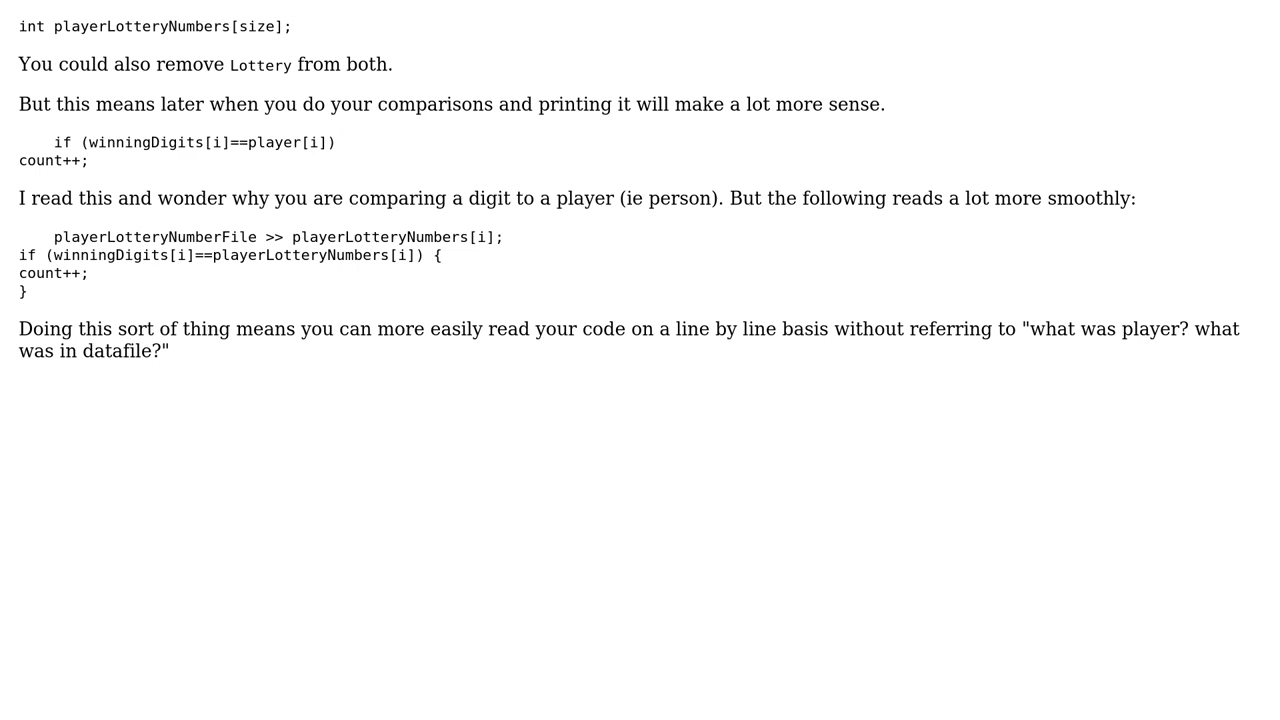 int playerLotteryNumbers[size];
You could also remove Lottery from both.
But this means later when you do your comparisons and printing it will make a lot more sense.
    if (winningDigits[i]==player[i])
count++;
I read this and wonder why you are comparing a digit to a player (ie person). But the following reads a lot more smoothly:
    playerLotteryNumberFile >> playerLotteryNumbers[i];
if (winningDigits[i]==playerLotteryNumbers[i]) {
count++;
}
Doing this sort of thing means you can more easily read your code on a line by line basis without referring to "what was player? what
was in datafile?"